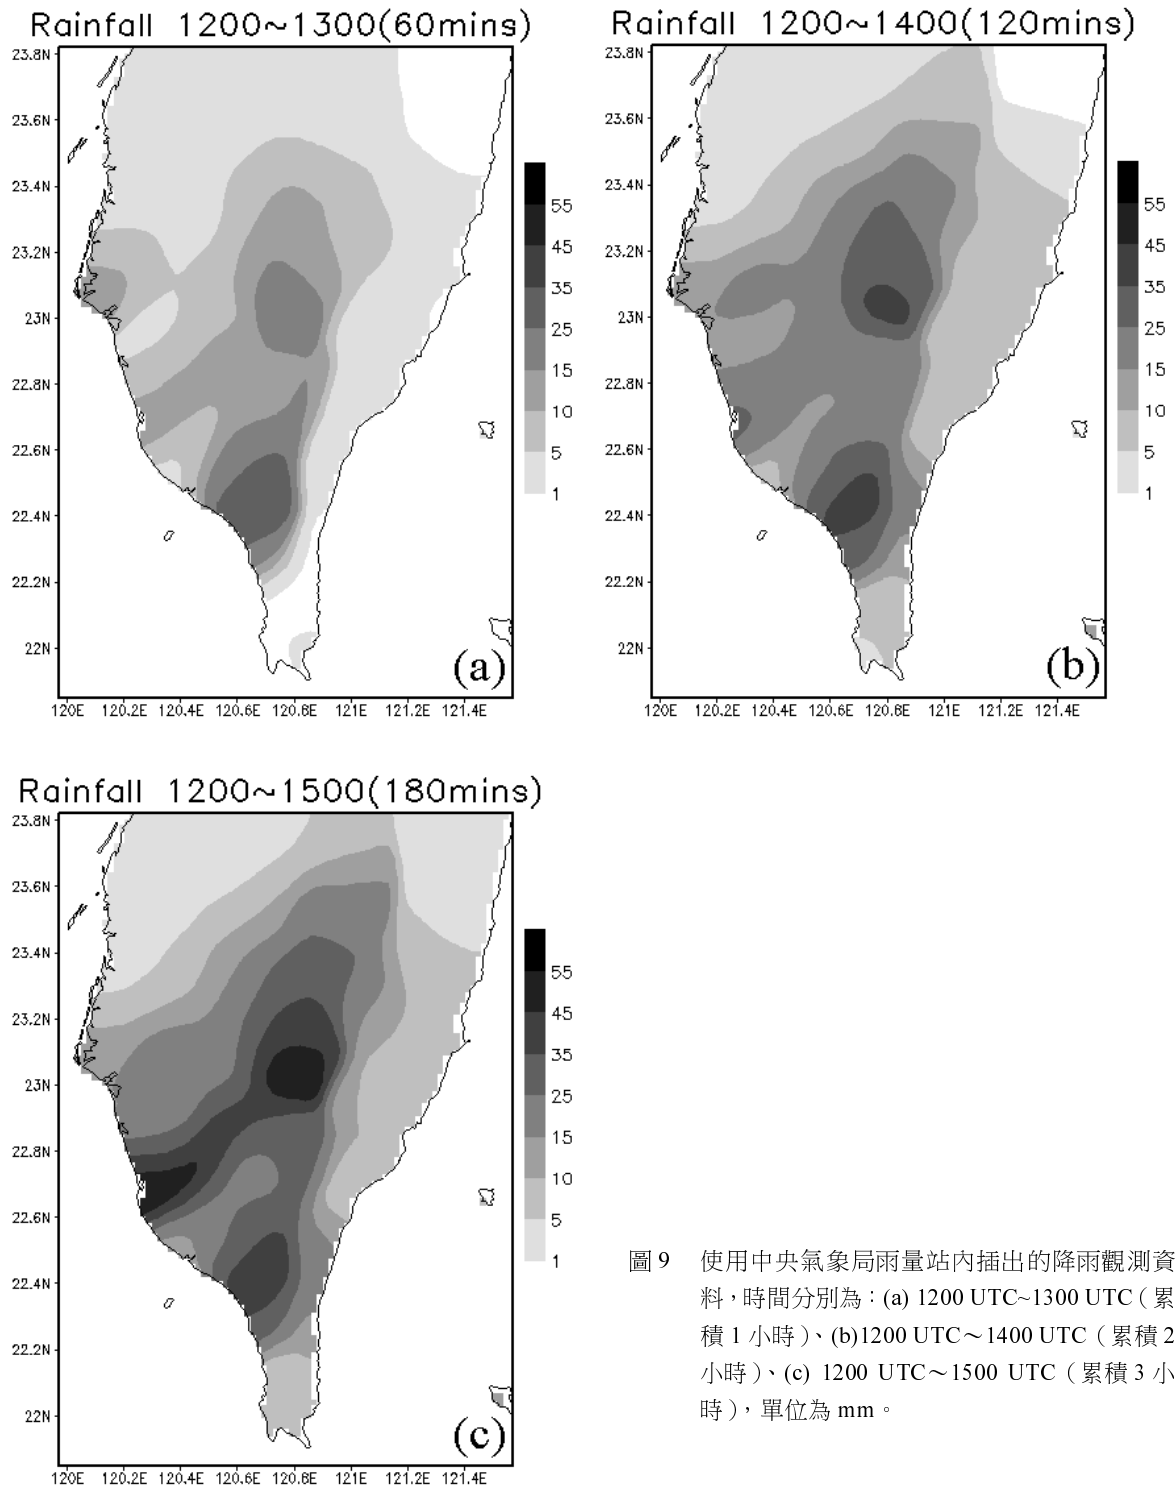 Rainfall 1200~1300(60mins)
23.8N
23.6N
23.4N
23.2N
23N
22.8N
22.6N
22.4N
22.2N
22N
120E 120.2E 120.4E 120.6E 120.8E 121E 121.2E 121.4E
55
45
35
25
15
10
5
1
(a)
Rainfall 1200~1400(120mins)
23.8N
23.6N
23.4N
23.2N
23N
22.8N
22.6N
22.4N
22.2N
22N
120E 120.2E 120.4E 120.6E 120.8E 121E 121.2E 121.4E
55
45
35
25
15
10
5
1
(b)
Rainfall 1200~1500(180mins)
23.8N
23.6N
23.4N
23.2N
23N
22.8N
22.6N
22.4N
22.2N
22N
120E 120.2E 120.4E 120.6E 120.8E 121E 121.2E 121.4E
55
45
35
25
15
10
5
1
(c)
圖 9 使用中央氣象局雨量站內插出的降雨觀測資
料，時間分別為：(a) 1200 UTC~1300 UTC（累
積 1 小時）、(b)1200 UTC～1400 UTC（累積 2
小時）、(c) 1200 UTC～1500 UTC（累積 3 小
時），單位為 mm。